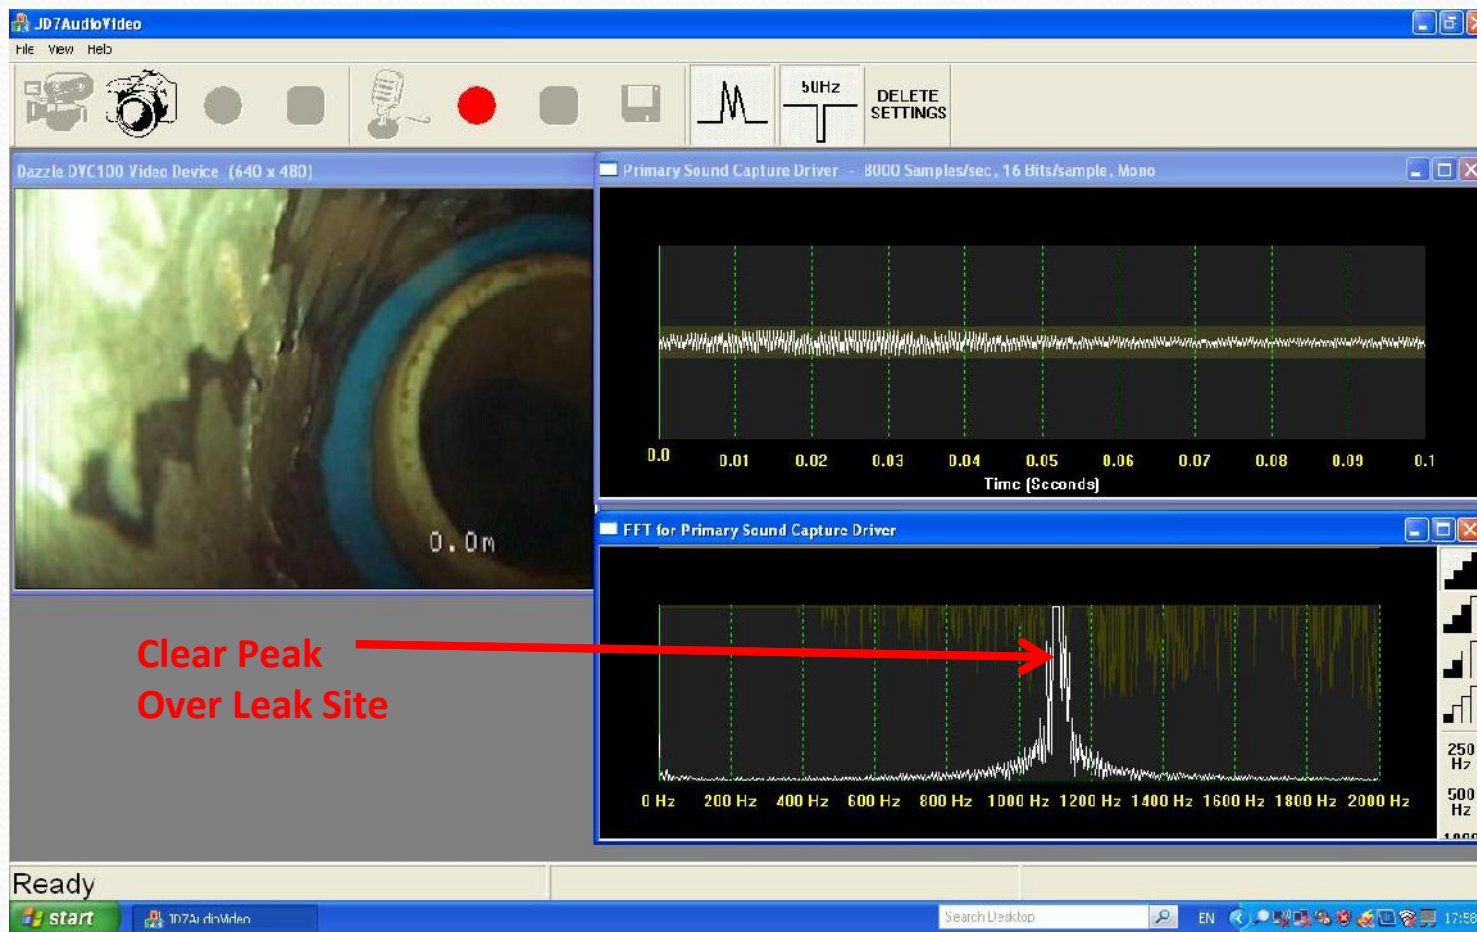 JD7AudioVideo
File View Help
50Hz
DELETE
SETTINGS
Dazzle DVC100 Video Device (640 x 480)
0.0m
Primary Sound Capture Driver - 8000 Samples/sec, 16 Bits/sample, Mono
0.0 0.01 0.02 0.03 0.04 0.05 0.06 0.07 0.08 0.09 0.1
Time (Seconds)
FFT for Primary Sound Capture Driver
0 Hz 200 Hz 400 Hz 600 Hz 800 Hz 1000 Hz 1200 Hz 1400 Hz 1600 Hz 1800 Hz 2000 Hz
250
Hz
500
Hz
Clear Peak
Over Leak Site
Ready
start
JD7AudioVideo
Search Desktop
EN
17:58